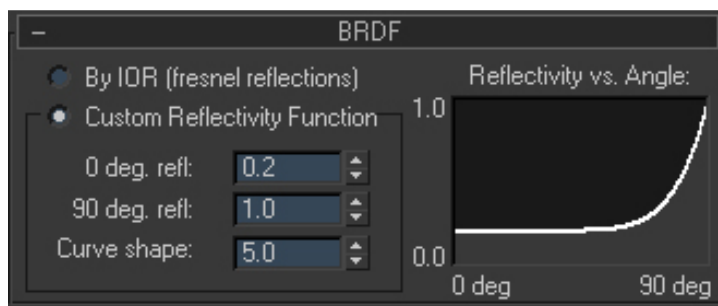 – BRDF
By IOR (fresnel reflections)
Custom Reflectivity Function
0 deg. refl: 0.2
90 deg. refl: 1.0
Curve shape: 5.0
Reflectivity vs. Angle:
1.0
0.0
0 deg 90 deg